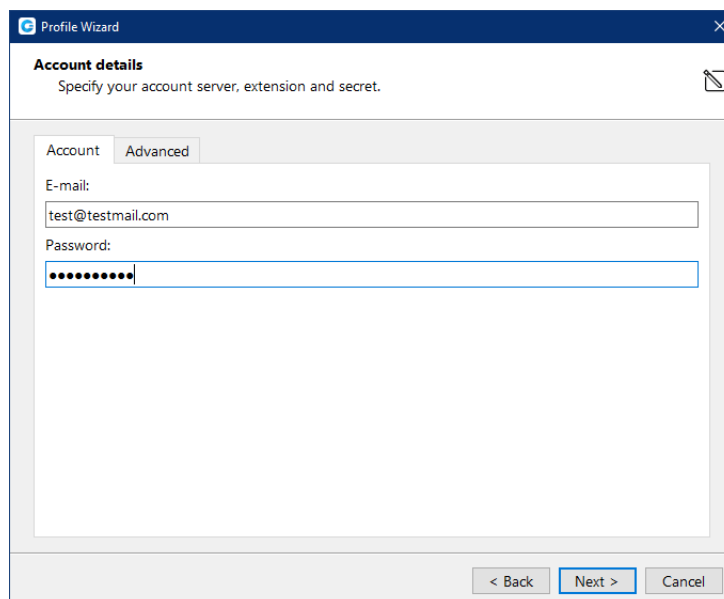 Profile Wizard
Account details
Specify your account server, extension and secret.
Account Advanced
E-mail:
test@testmail.com
Password:
●●●●●●●●●●
< Back Next > Cancel